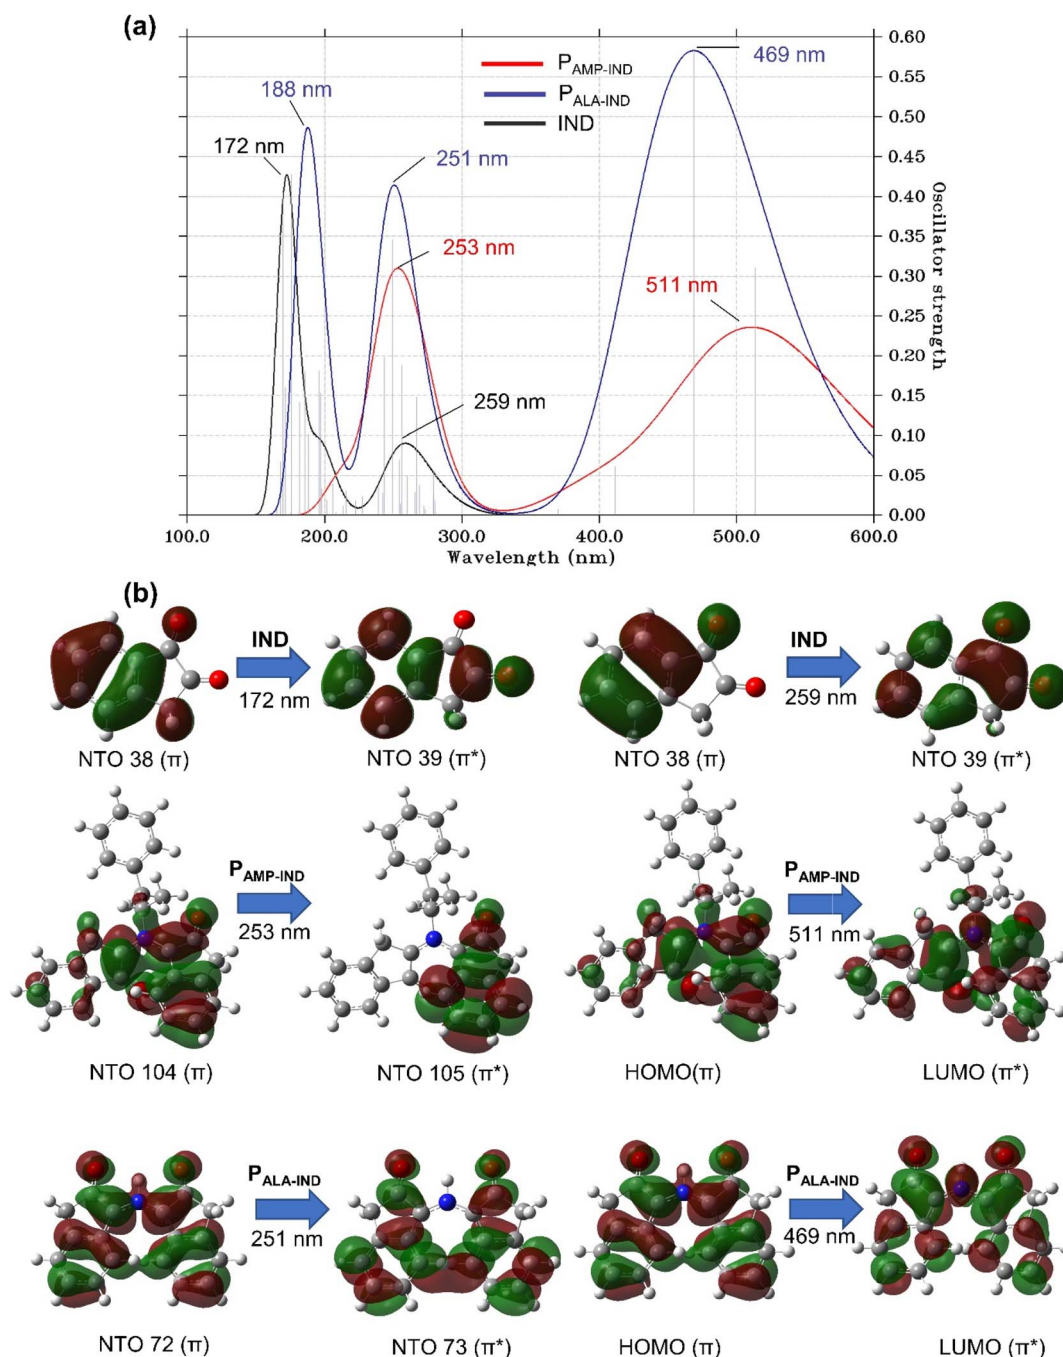 (a)
P_AMP-IND
P_ALA-IND
IND
469 nm
188 nm
172 nm
251 nm
253 nm
511 nm
259 nm
0.60
0.55
0.50
0.45
0.40
0.35
0.30
0.25
0.20
0.15
0.10
0.05
0.00
Oscillator strength
100.0 200.0 300.0 400.0 500.0 600.0
Wavelength (nm)
(b)
IND
172 nm
IND
259 nm
NTO 38 (π) NTO 39 (π*) NTO 38 (π) NTO 39 (π*)
P_AMP-IND
253 nm
P_AMP-IND
511 nm
NTO 104 (π) NTO 105 (π*) HOMO(π) LUMO (π*)
P_ALA-IND
251 nm
P_ALA-IND
469 nm
NTO 72 (π) NTO 73 (π*) HOMO (π) LUMO (π*)